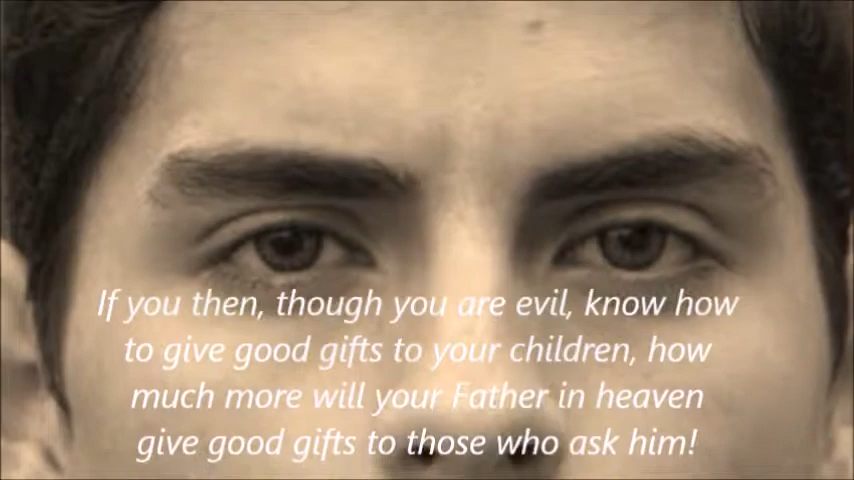 If you then, though you are evil, know how
to give good gifts to your children, how
much more will your Father in heaven
give good gifts to those who ask him!